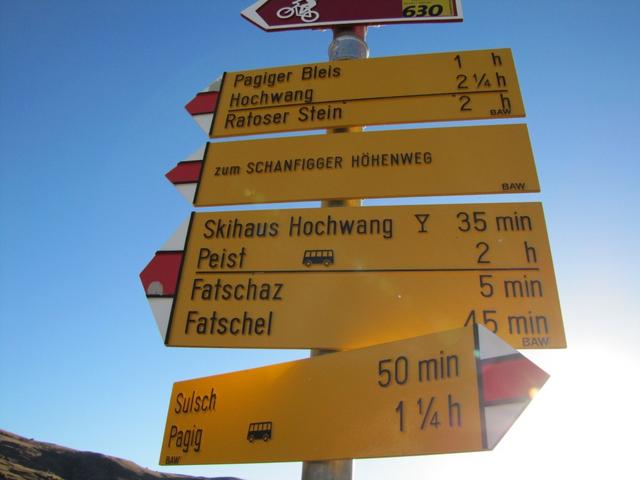 630
Pagiger Bleis 1 h
Hochwang 2 ¼ h
Ratoser Stein 2 h
BAW
zum SCHANFIGGER HÖHENWEG
BAW
Skihaus Hochwang 35 min
Peist 2 h
Fatschaz 5 min
Fatschel 45 min
BAW
Sulsch 50 min
Pagig 1 ¼ h
BAW